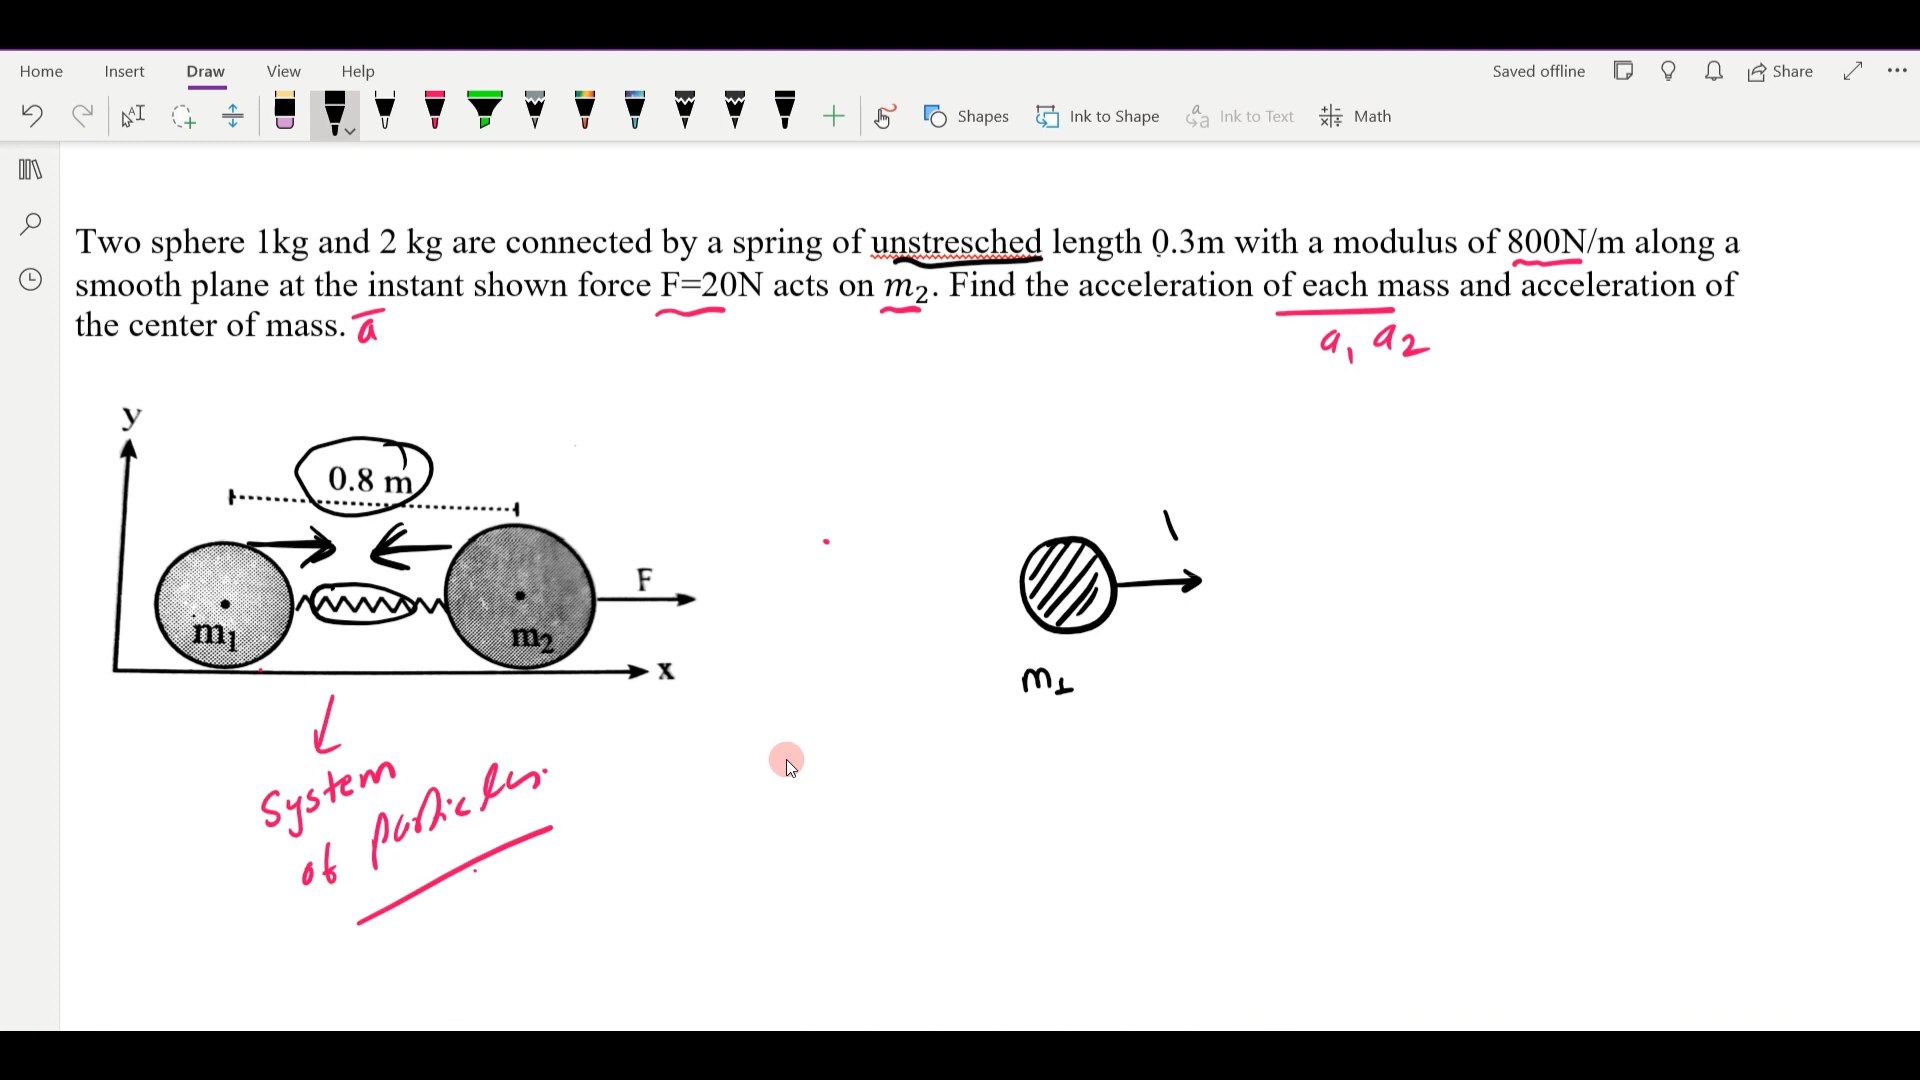 Home Insert Draw View Help Saved offline Share
Shapes Ink to Shape Ink to Text Math
Two sphere 1kg and 2 kg are connected by a spring of unstresched length 0.3m with a modulus of 800N/m along a
smooth plane at the instant shown force F=20N acts on m₂. Find the acceleration of each mass and acceleration of
the center of mass. a̅
a₁ a₂
y
0.8 m
F
m₁ m₂
x
m₁
System
of particles.